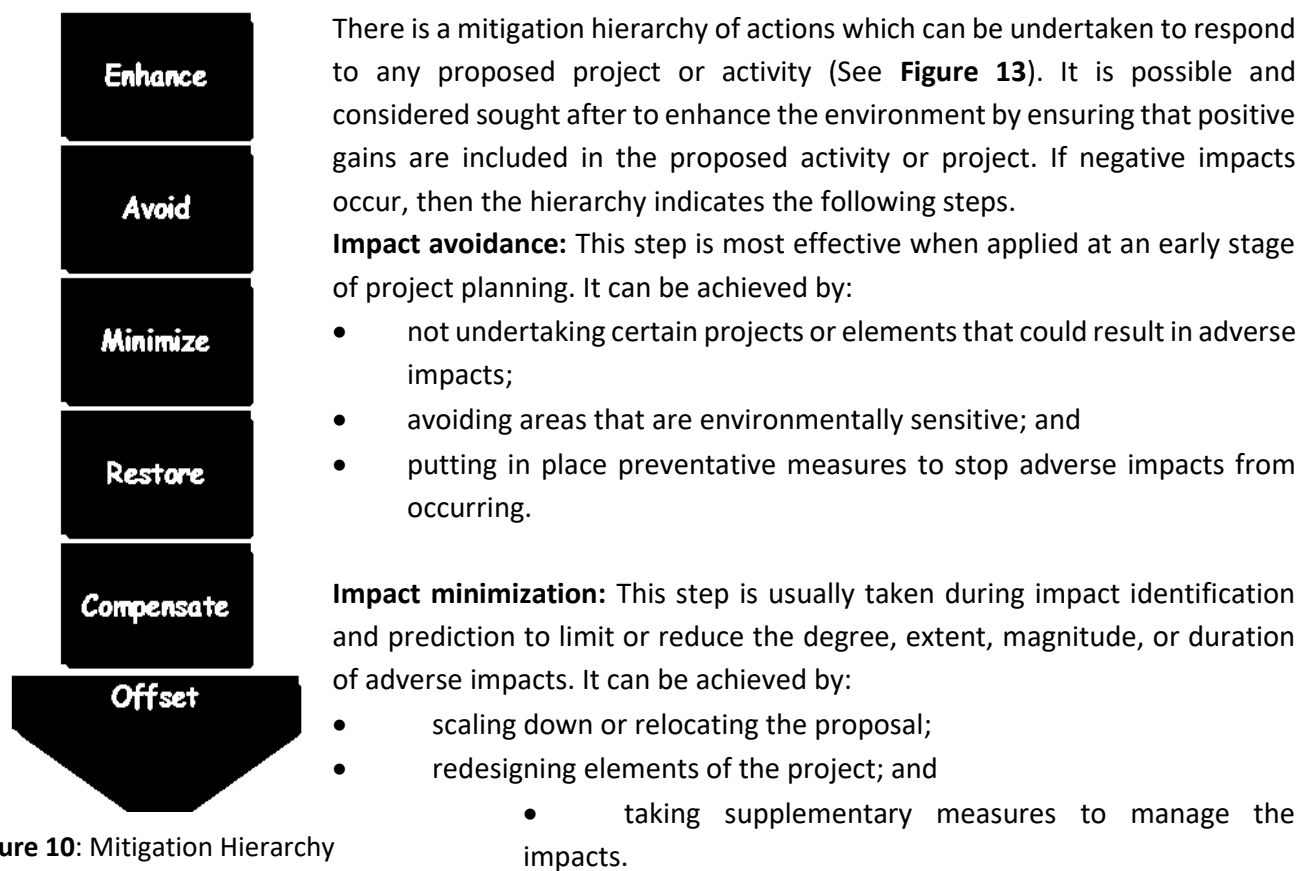 Enhance
Avoid
Minimize
Restore
Compensate
Offset
ure 10: Mitigation Hierarchy
There is a mitigation hierarchy of actions which can be undertaken to respond
to any proposed project or activity (See Figure 13). It is possible and
considered sought after to enhance the environment by ensuring that positive
gains are included in the proposed activity or project. If negative impacts
occur, then the hierarchy indicates the following steps.
Impact avoidance: This step is most effective when applied at an early stage
of project planning. It can be achieved by:
• not undertaking certain projects or elements that could result in adverse
impacts;
• avoiding areas that are environmentally sensitive; and
• putting in place preventative measures to stop adverse impacts from
occurring.
Impact minimization: This step is usually taken during impact identification
and prediction to limit or reduce the degree, extent, magnitude, or duration
of adverse impacts. It can be achieved by:
• scaling down or relocating the proposal;
• redesigning elements of the project; and
• taking supplementary measures to manage the
impacts.